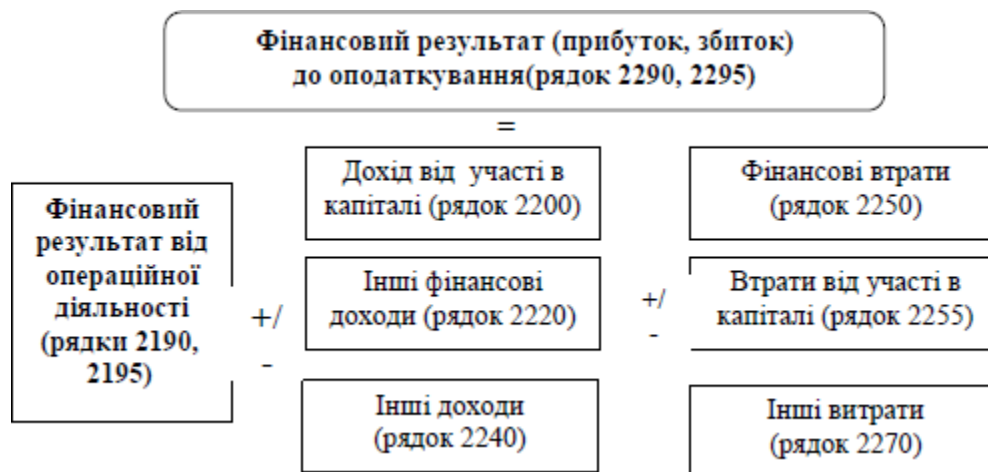 Фінансовий результат (прибуток, збиток)
до оподаткування(рядок 2290, 2295)
=
Фінансовий
результат від
операційної
діяльності
(рядки 2190,
2195)
+/
-
Дохід від участі в
капіталі (рядок 2200)
Інші фінансові
доходи (рядок 2220)
Інші доходи
(рядок 2240)
+/
-
Фінансові втрати
(рядок 2250)
Втрати від участі в
капіталі (рядок 2255)
Інші витрати
(рядок 2270)